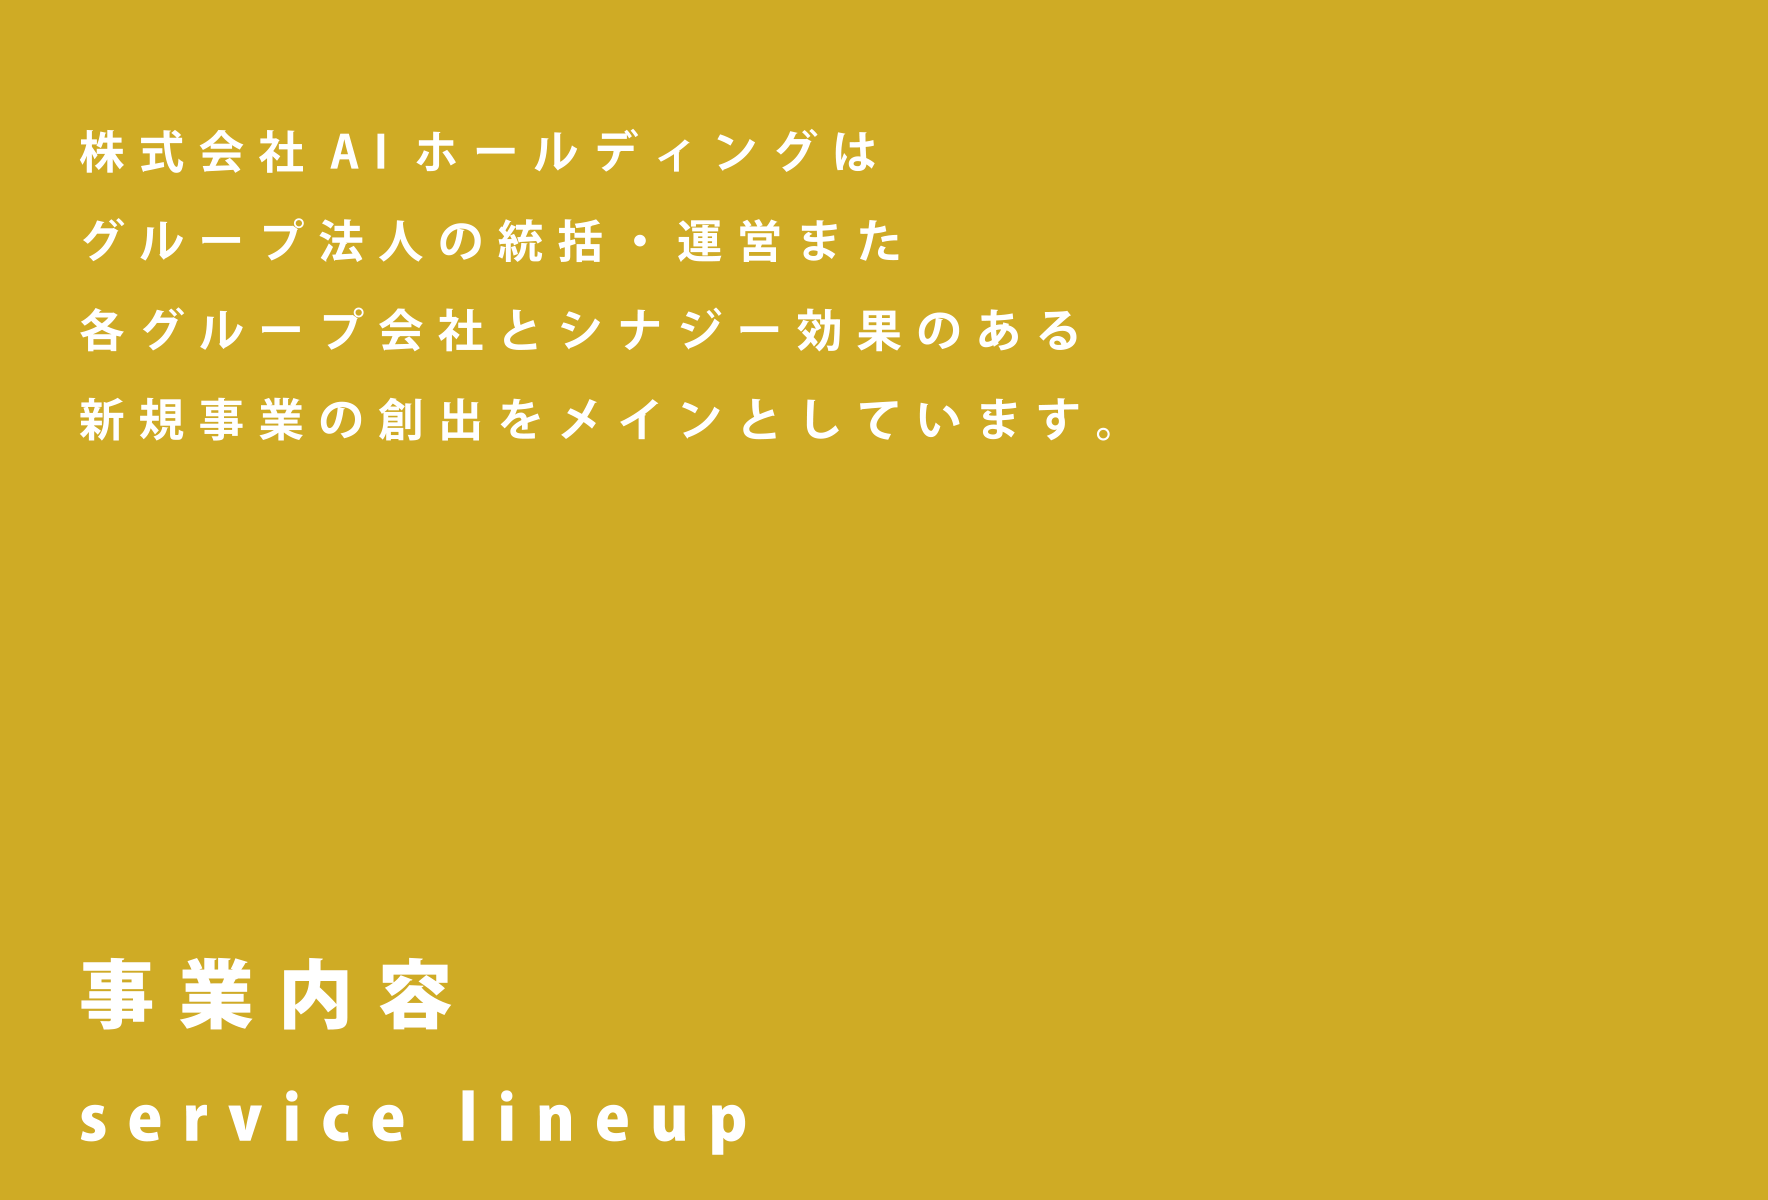 株式会社 AI ホールディングは
グループ法人の統括・運営また
各グループ会社とシナジー効果のある
新規事業の創出をメインとしています。
事業内容
service lineup